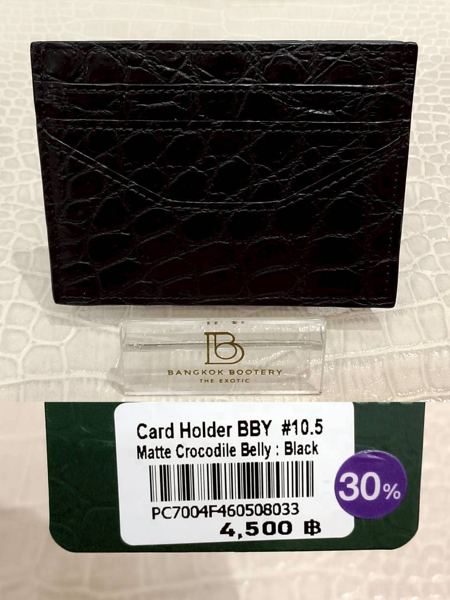 B
BANGKOK BOOTERY
THE EXOTIC
Card Holder BBY #10.5
Matte Crocodile Belly : Black
PC7004F460508033
4,500 ฿
30%